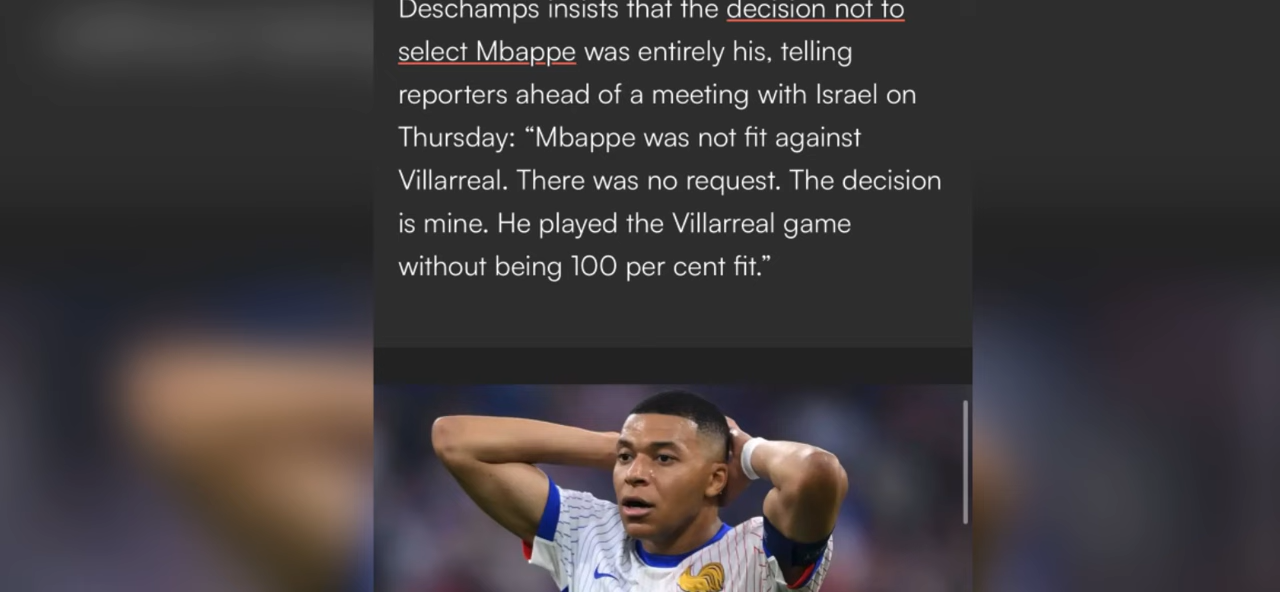 Deschamps insists that the decision not to
select Mbappe was entirely his, telling
reporters ahead of a meeting with Israel on
Thursday: “Mbappe was not fit against
Villarreal. There was no request. The decision
is mine. He played the Villarreal game
without being 100 per cent fit.”